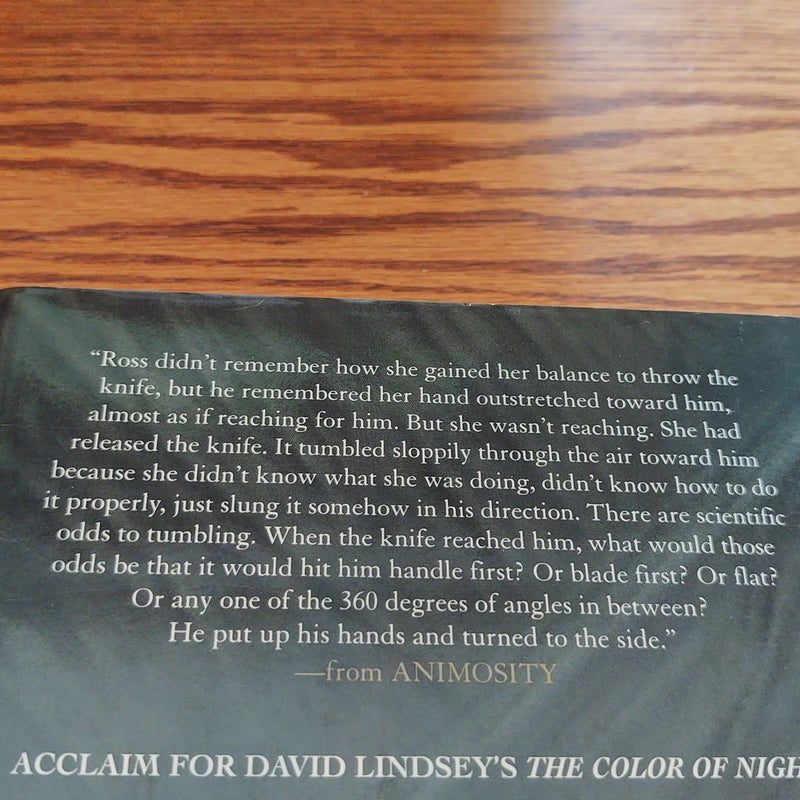 “Ross didn’t remember how she gained her balance to throw the
knife, but he remembered her hand outstretched toward him,
almost as if reaching for him. But she wasn’t reaching. She had
released the knife. It tumbled sloppily through the air toward him
because she didn’t know what she was doing, didn’t know how to do
it properly, just slung it somehow in his direction. There are scientific
odds to tumbling. When the knife reached him, what would those
odds be that it would hit him handle first? Or blade first? Or flat?
Or any one of the 360 degrees of angles in between?
He put up his hands and turned to the side.”
—from ANIMOSITY
ACCLAIM FOR DAVID LINDSEY'S THE COLOR OF